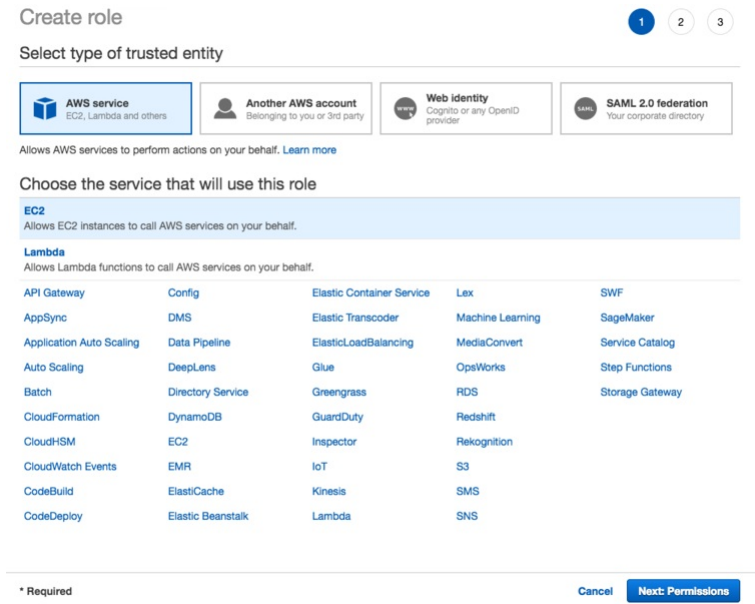 Create role
1 2 3
Select type of trusted entity
AWS service
EC2, Lambda and others
Another AWS account
Belonging to you or 3rd party
www
Web identity
Cognito or any OpenID
provider
SAML
SAML 2.0 federation
Your corporate directory
Allows AWS services to perform actions on your behalf. Learn more
Choose the service that will use this role
EC2
Allows EC2 instances to call AWS services on your behalf.
Lambda
Allows Lambda functions to call AWS services on your behalf.
API Gateway Config Elastic Container Service Lex SWF
AppSync DMS Elastic Transcoder Machine Learning SageMaker
Application Auto Scaling Data Pipeline ElasticLoadBalancing MediaConvert Service Catalog
Auto Scaling DeepLens Glue OpsWorks Step Functions
Batch Directory Service Greengrass RDS Storage Gateway
CloudFormation DynamoDB GuardDuty Redshift
CloudHSM EC2 Inspector Rekognition
CloudWatch Events EMR IoT S3
CodeBuild ElastiCache Kinesis SMS
CodeDeploy Elastic Beanstalk Lambda SNS
* Required Cancel Next: Permissions